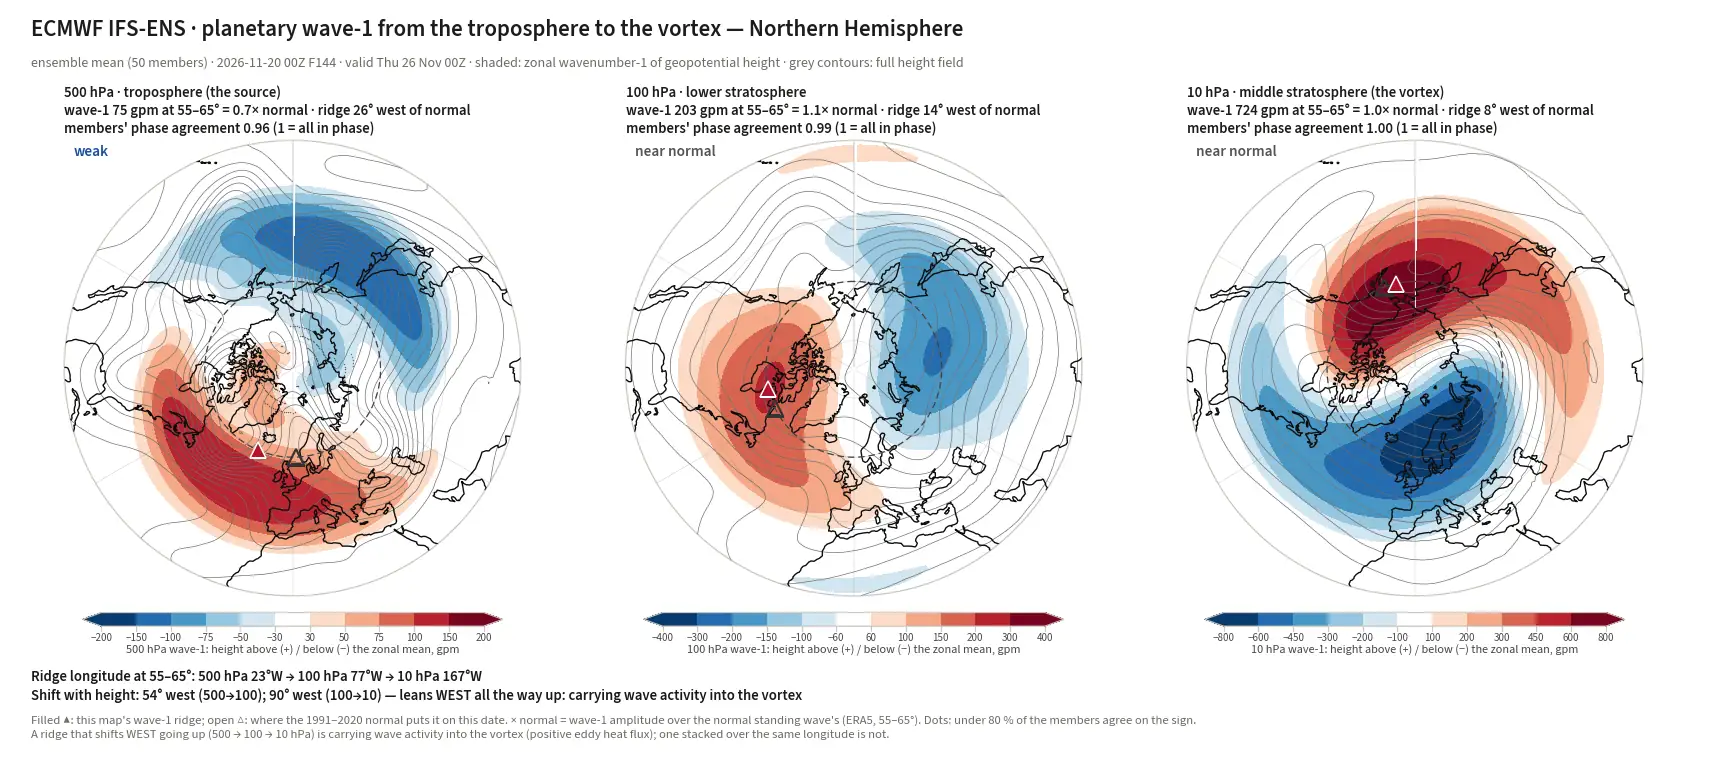 ECMWF IFS-ENS · planetary wave-1 from the troposphere to the vortex — Northern Hemisphere
ensemble mean (50 members) · 2026-11-20 00Z F144 · valid Thu 26 Nov 00Z · shaded: zonal wavenumber-1 of geopotential height · grey contours: full height field
500 hPa · troposphere (the source)
wave-1 75 gpm at 55–65° = 0.7× normal · ridge 26° west of normal
members' phase agreement 0.96 (1 = all in phase)
weak
100 hPa · lower stratosphere
wave-1 203 gpm at 55–65° = 1.1× normal · ridge 14° west of normal
members' phase agreement 0.99 (1 = all in phase)
near normal
10 hPa · middle stratosphere (the vortex)
wave-1 724 gpm at 55–65° = 1.0× normal · ridge 8° west of normal
members' phase agreement 1.00 (1 = all in phase)
near normal
−200 −150 −100 −75 −50 −30 30 50 75 100 150 200
500 hPa wave-1: height above (+) / below (−) the zonal mean, gpm
−400 −300 −200 −150 −100 −60 60 100 150 200 300 400
100 hPa wave-1: height above (+) / below (−) the zonal mean, gpm
−800 −600 −450 −300 −200 −100 100 200 300 450 600 800
10 hPa wave-1: height above (+) / below (−) the zonal mean, gpm
Ridge longitude at 55–65°: 500 hPa 23°W → 100 hPa 77°W → 10 hPa 167°W
Shift with height: 54° west (500→100); 90° west (100→10) — leans WEST all the way up: carrying wave activity into the vortex
Filled ▲: this map's wave-1 ridge; open △: where the 1991–2020 normal puts it on this date. × normal = wave-1 amplitude over the normal standing wave's (ERA5, 55–65°). Dots: under 80 % of the members agree on the sign.
A ridge that shifts WEST going up (500 → 100 → 10 hPa) is carrying wave activity into the vortex (positive eddy heat flux); one stacked over the same longitude is not.